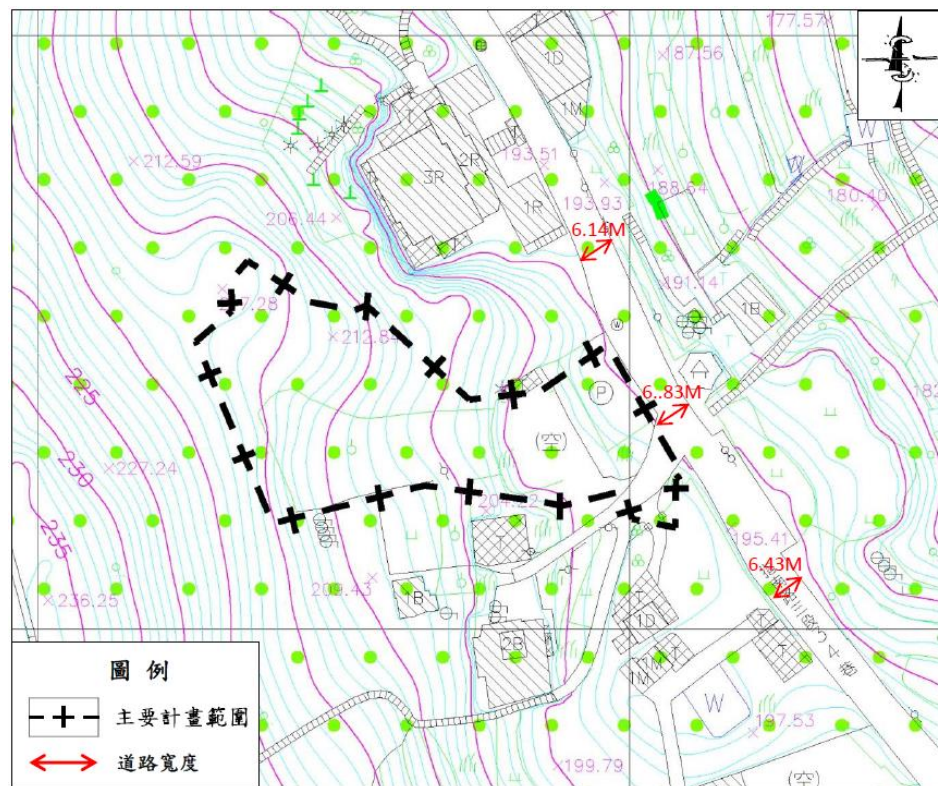 177.57
187.56
1D
1M
T
T
212.59
2R
193.51
3R
W
W
188.64
180.40
206.44
193.93
1R
6.14M
T
191.14
1B
T
212.84
W
P
6..83M
(空)
225
227.24
230
204.22
235
195.41
6.43M
209.43
236.25
1B
T
1D
T
2B
1M
T
1M
T
W
197.53
199.79
(空)
圖 例
主要計畫範圍
道路寬度